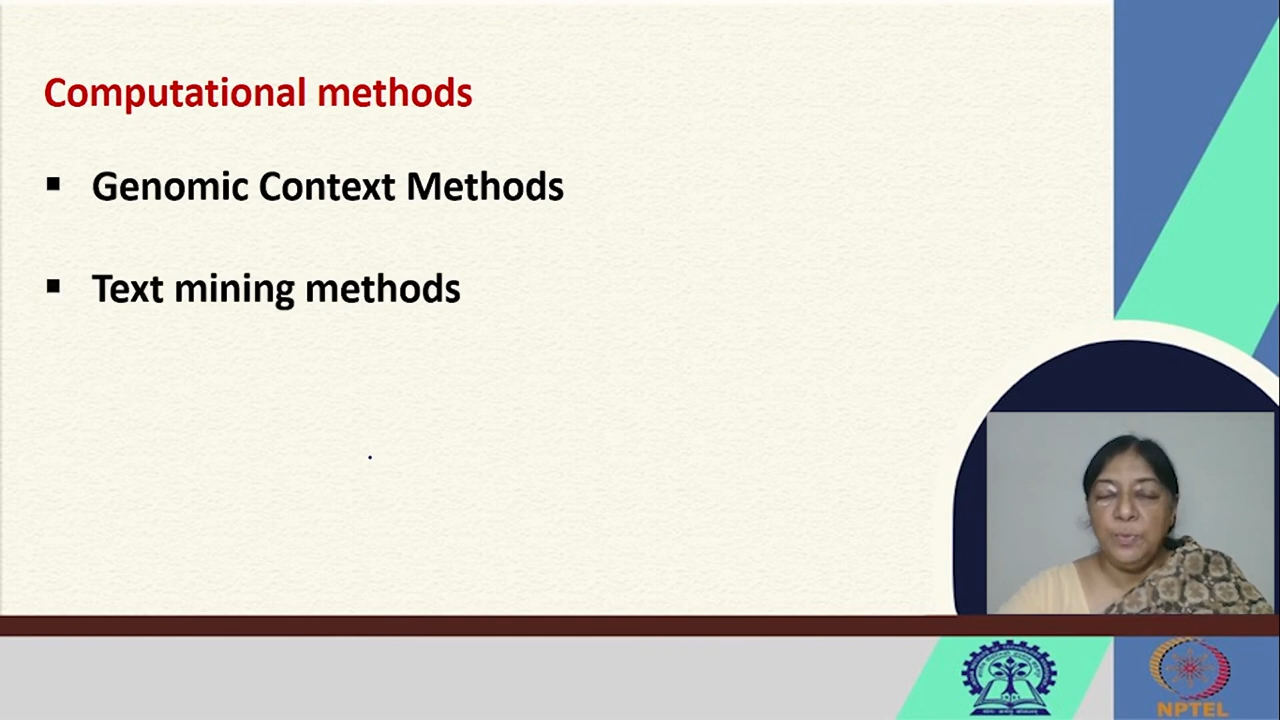 Computational methods
▪ Genomic Context Methods
▪ Text mining methods
NPTEL